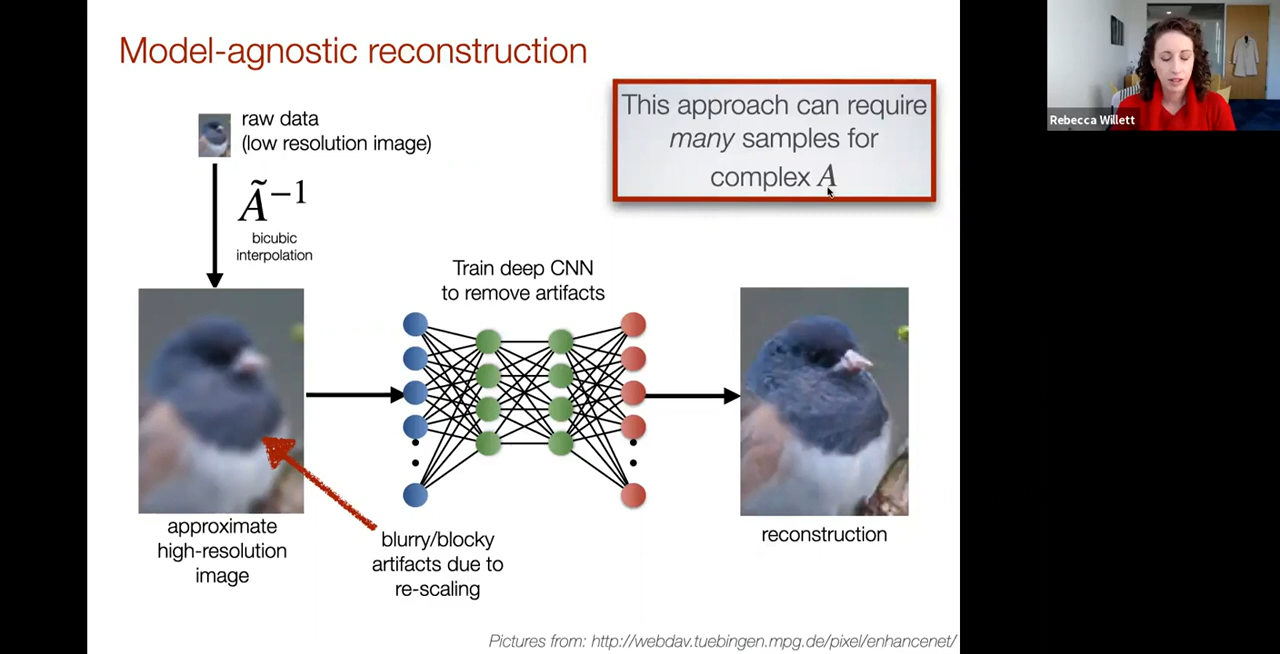 Model-agnostic reconstruction
raw data
(low resolution image)
This approach can require
many samples for
complex A
Ã⁻¹
bicubic
interpolation
Train deep CNN
to remove artifacts
approximate
high-resolution
image
blurry/blocky
artifacts due to
re-scaling
reconstruction
Pictures from: http://webdav.tuebingen.mpg.de/pixel/enhancenet/
Rebecca Willett